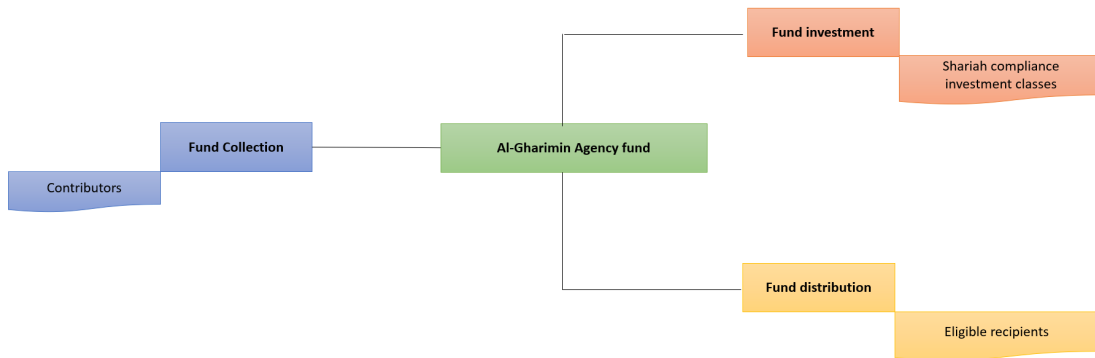 Fund investment
Shariah compliance
investment classes
Fund Collection
Al-Gharimin Agency fund
Contributors
Fund distribution
Eligible recipients